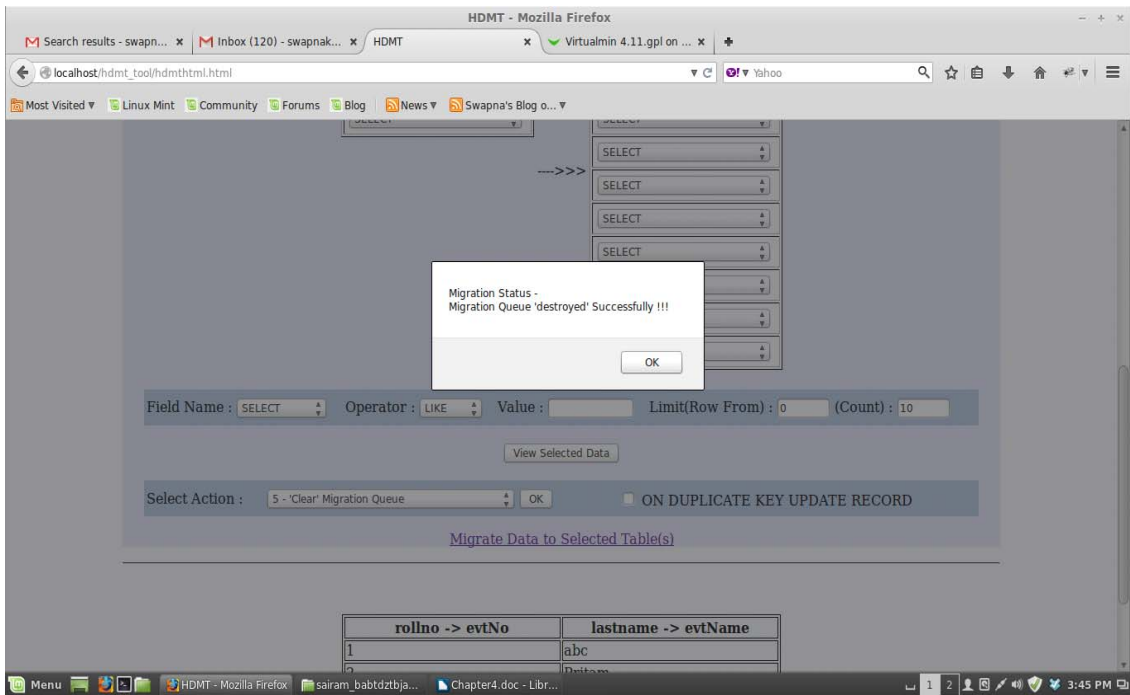 HDMT - Mozilla Firefox
Search results - swapn...
Inbox (120) - swapnak...
HDMT
Virtualmin 4.11.gpl on ...
localhost/hdmt_tool/hdmthtml.html
Yahoo
Most Visited
Linux Mint
Community
Forums
Blog
News
Swapna's Blog o...
SELECT
SELECT
SELECT
---->>>
SELECT
SELECT
SELECT
Migration Status -
Migration Queue 'destroyed' Successfully !!!
OK
Field Name : SELECT Operator : LIKE Value : Limit(Row From) : 0 (Count) : 10
View Selected Data
Select Action : 5 - 'Clear' Migration Queue OK ON DUPLICATE KEY UPDATE RECORD
Migrate Data to Selected Table(s)
rollno -> evtNo lastname -> evtName
1 abc
2 Pritam
Menu HDMT - Mozilla Firefox sairam_babtdztbja... Chapter4.doc - Libr... 1 2 3:45 PM